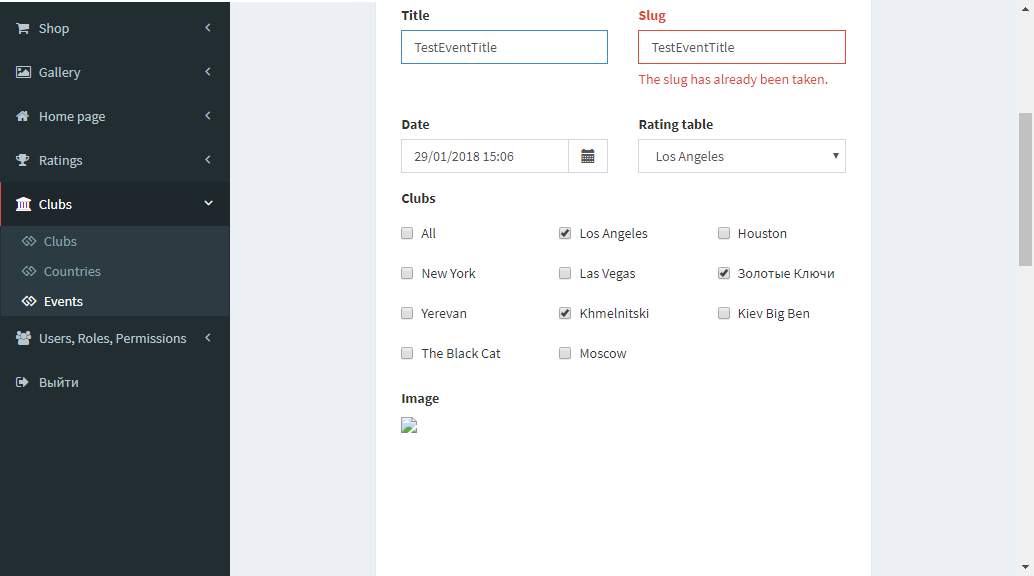 Shop
Gallery
Home page
Ratings
Clubs
Clubs
Countries
Events
Users, Roles, Permissions
Выйти
Title
Slug
TestEventTitle
TestEventTitle
The slug has already been taken.
Date
Rating table
29/01/2018 15:06
Los Angeles
Clubs
All
Los Angeles
Houston
New York
Las Vegas
Золотые Ключи
Yerevan
Khmelnitski
Kiev Big Ben
The Black Cat
Moscow
Image